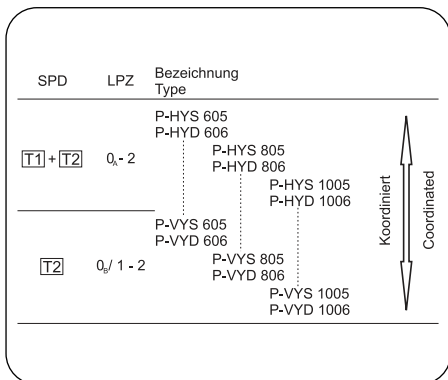 SPD LPZ Bezeichnung
Type
P-HYS 605
P-HYD 606
T1 + T2 0A - 2
P-HYS 805
P-HYD 806
P-HYS 1005
P-HYD 1006
P-VYS 605
P-VYD 606
T2 0B/ 1 - 2
P-VYS 805
P-VYD 806
P-VYS 1005
P-VYD 1006
Koordiniert
Coordinated